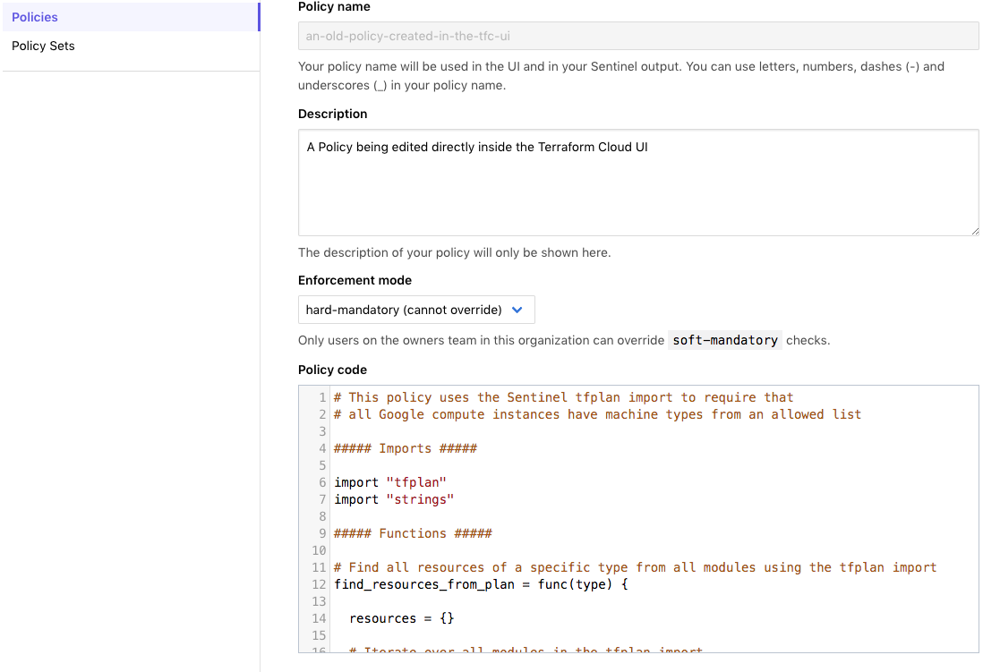 Policies
Policy Sets
Policy name
an-old-policy-created-in-the-tfc-ui
Your policy name will be used in the UI and in your Sentinel output. You can use letters, numbers, dashes (-) and
underscores (_) in your policy name.
Description
A Policy being edited directly inside the Terraform Cloud UI
The description of your policy will only be shown here.
Enforcement mode
hard-mandatory (cannot override)
Only users on the owners team in this organization can override soft-mandatory checks.
Policy code
1 # This policy uses the Sentinel tfplan import to require that
2 # all Google compute instances have machine types from an allowed list
3
4 ##### Imports #####
5
6 import "tfplan"
7 import "strings"
8
9 ##### Functions #####
10
11 # Find all resources of a specific type from all modules using the tfplan import
12 find_resources_from_plan = func(type) {
13
14 resources = {}
15
16 # Iterate over all modules in the tfplan import